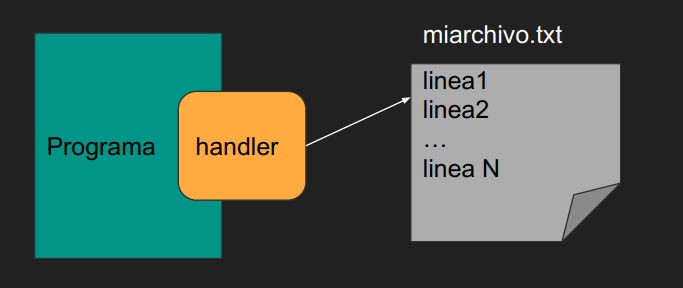 miarchivo.txt
Programa
handler
linea1
linea2
…
linea N